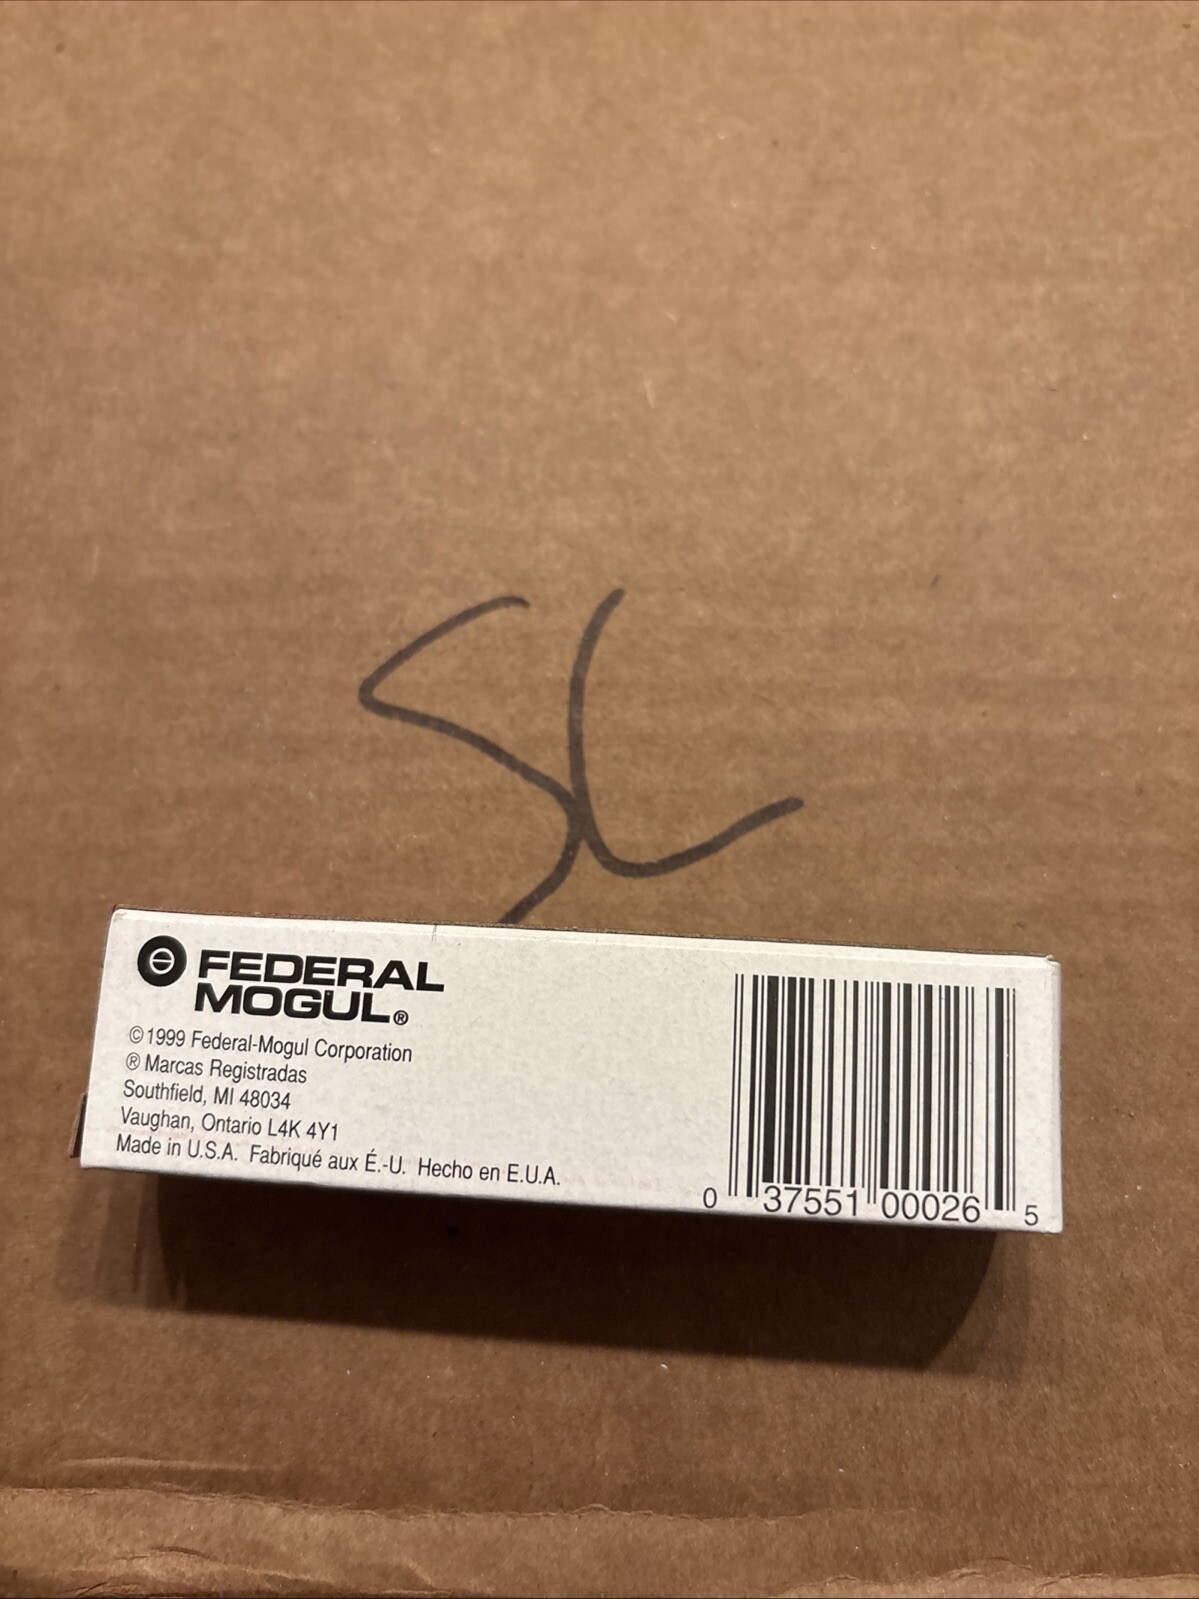 SL
FEDERAL
MOGUL®
©1999 Federal-Mogul Corporation
® Marcas Registradas
Southfield, MI 48034
Vaughan, Ontario L4K 4Y1
Made in U.S.A. Fabriqué aux É.-U. Hecho en E.U.A.
0 37551 00026 5